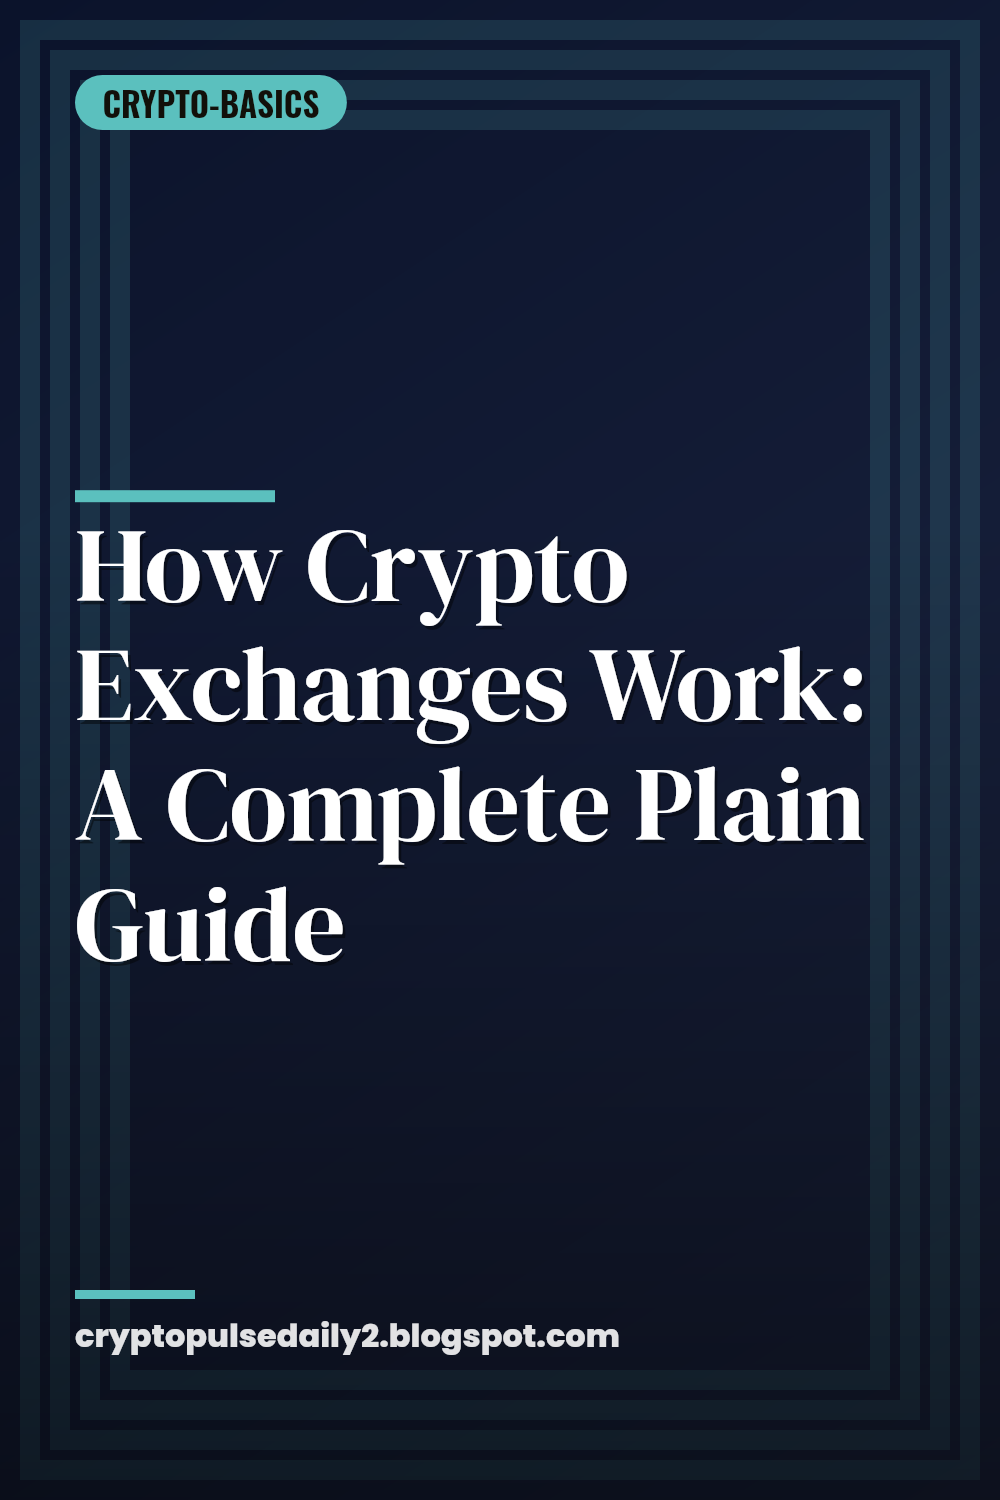 CRYPTO-BASICS
How Crypto
Exchanges Work:
A Complete Plain
Guide
cryptopulsedaily2.blogspot.com